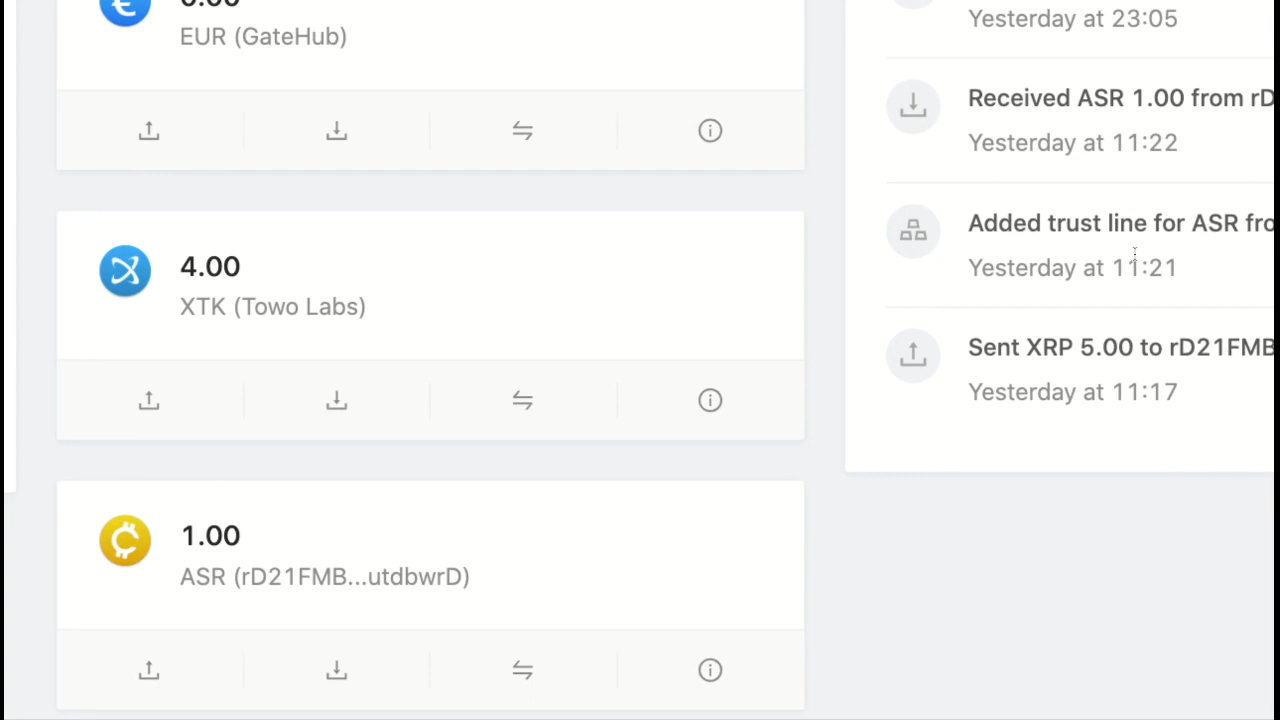 0.00
EUR (GateHub)
4.00
XTK (Towo Labs)
1.00
ASR (rD21FMB...utdbwrD)
Yesterday at 23:05
Received ASR 1.00 from rD
Yesterday at 11:22
Added trust line for ASR fro
Yesterday at 11:21
Sent XRP 5.00 to rD21FMB
Yesterday at 11:17